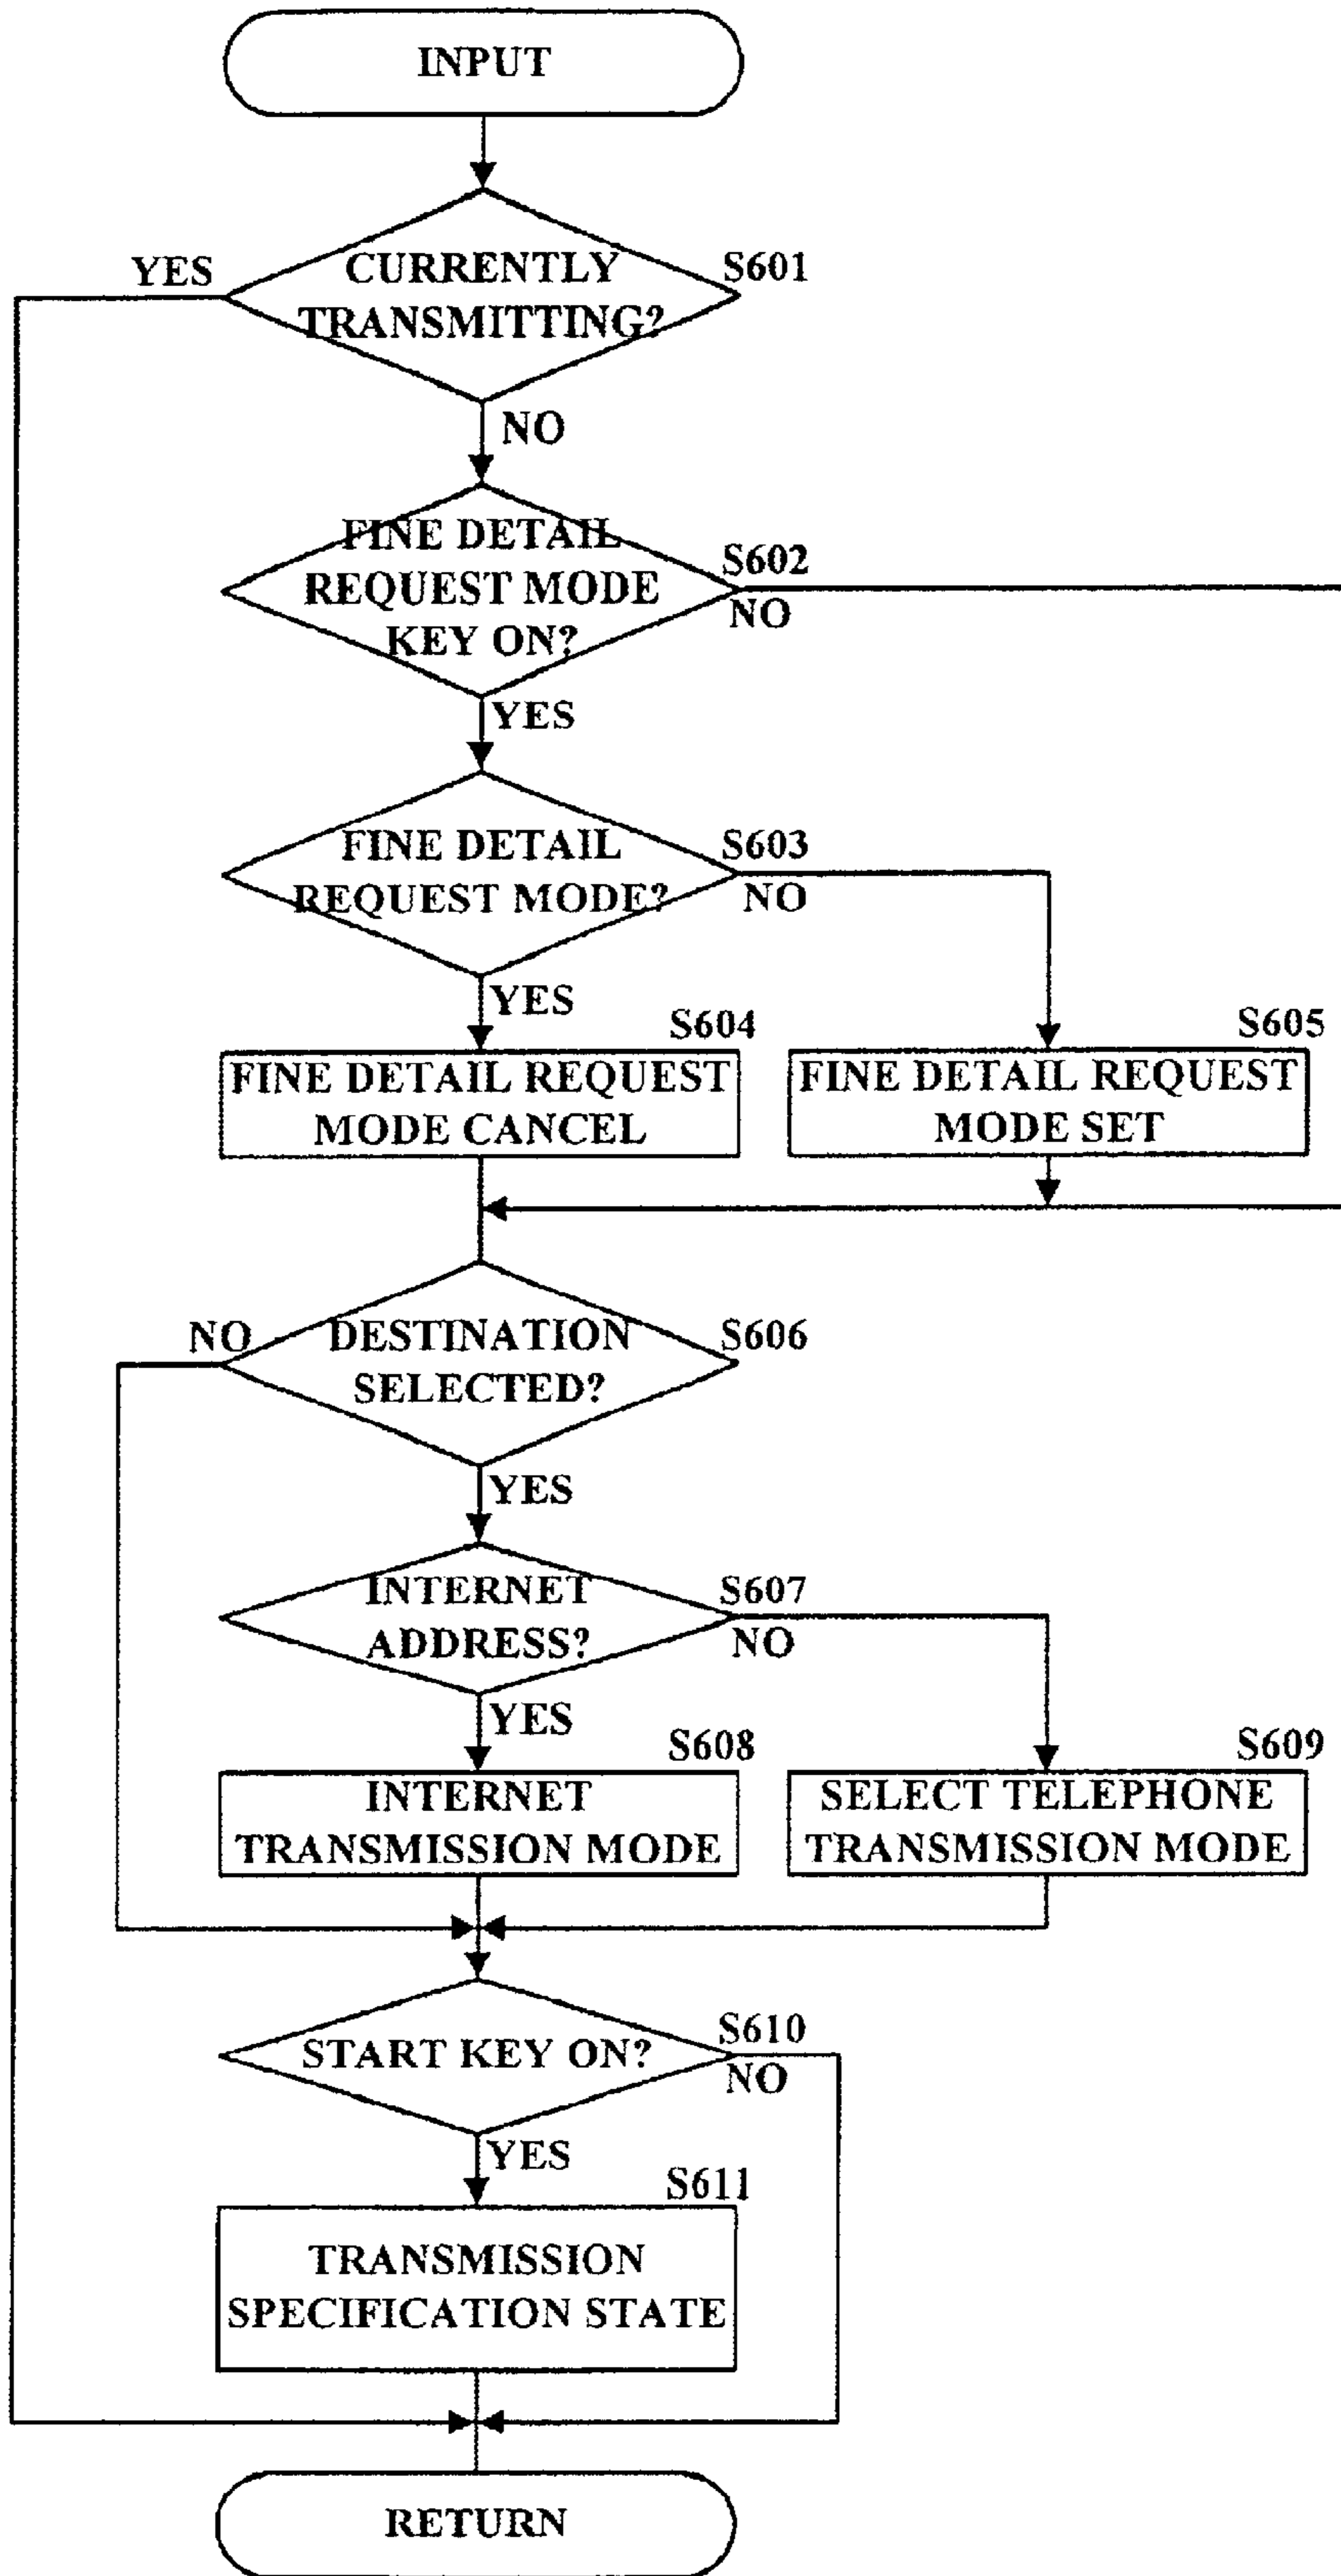 INPUT
YES
CURRENTLY
TRANSMITTING?
S601
NO
FINE DETAIL
REQUEST MODE
KEY ON?
S602
NO
YES
FINE DETAIL
REQUEST MODE?
S603
NO
YES
S604
FINE DETAIL REQUEST
MODE CANCEL
S605
FINE DETAIL REQUEST
MODE SET
NO
DESTINATION
SELECTED?
S606
YES
INTERNET
ADDRESS?
S607
NO
YES
S608
INTERNET
TRANSMISSION MODE
S609
SELECT TELEPHONE
TRANSMISSION MODE
START KEY ON?
S610
NO
YES
S611
TRANSMISSION
SPECIFICATION STATE
RETURN